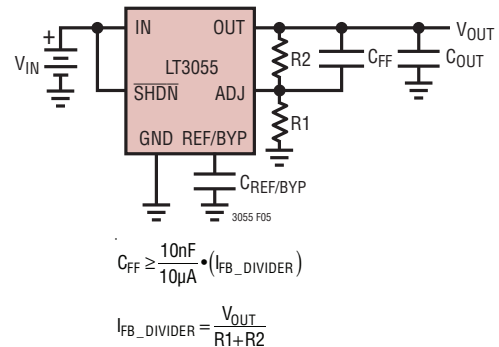 IN OUT
V_OUT
+
V_IN
LT3055
R2
C_FF
C_OUT
SHDN ADJ
R1
GND REF/BYP
C_REF/BYP
3055 F05
C_FF ≥ 10nF/10µA • (I_FB_DIVIDER)
I_FB_DIVIDER = V_OUT/R1+R2